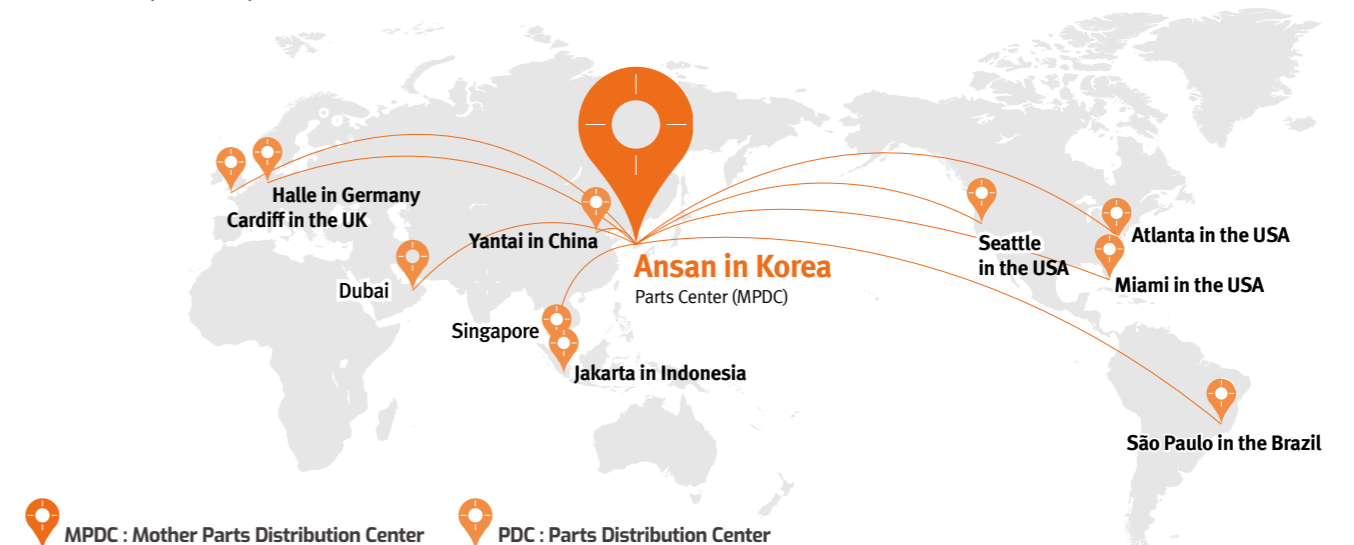 Halle in Germany
Cardiff in the UK
Yantai in China
Dubai
Ansan in Korea
Parts Center (MPDC)
Singapore
Jakarta in Indonesia
Seattle
in the USA
Atlanta in the USA
Miami in the USA
São Paulo in the Brazil
MPDC : Mother Parts Distribution Center
PDC : Parts Distribution Center